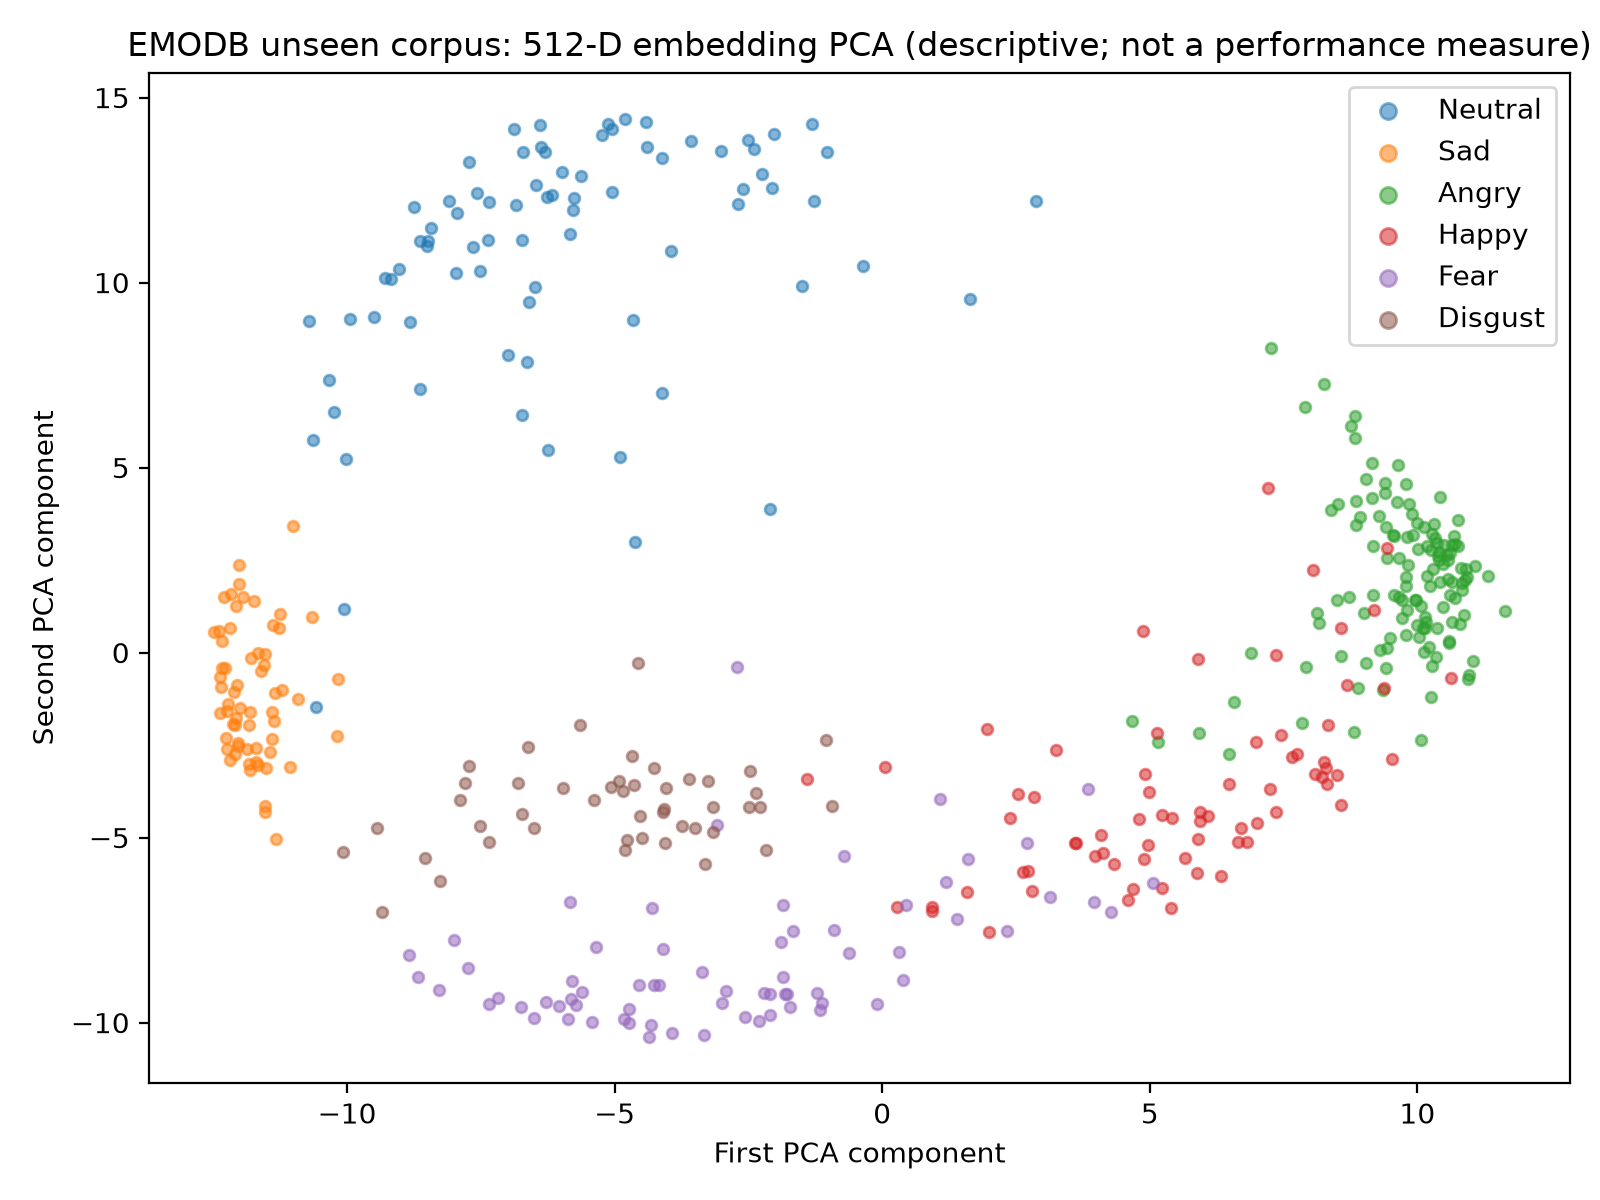 EMODB unseen corpus: 512-D embedding PCA (descriptive; not a performance measure)
15
10
5
0
−5
−10
Second PCA component
−10
−5
0
5
10
First PCA component
Neutral
Sad
Angry
Happy
Fear
Disgust